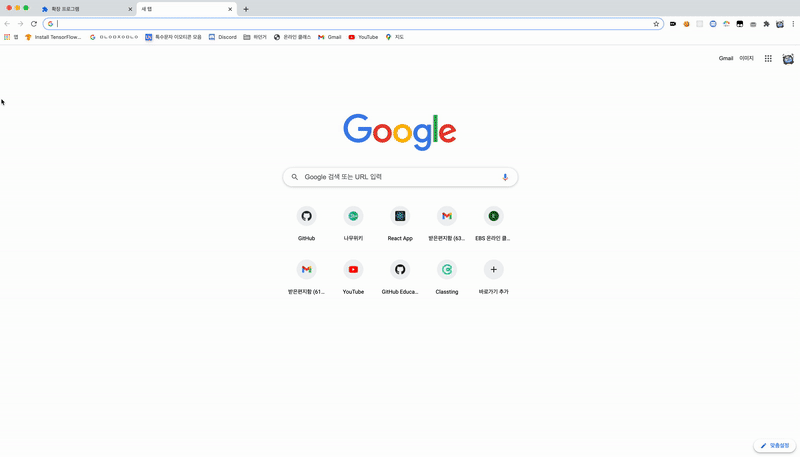 확장 프로그램
새 탭
앱
Install TensorFlow...
특수문자 이모티콘 모음
Discord
하던거
온라인 클래스
Gmail
YouTube
지도
Gmail
이미지
Google
Google 검색 또는 URL 입력
GitHub
나무위키
React App
받은편지함 (63...
EBS 온라인 클...
받은편지함 (61...
YouTube
GitHub Educa...
Classting
바로가기 추가
맞춤설정